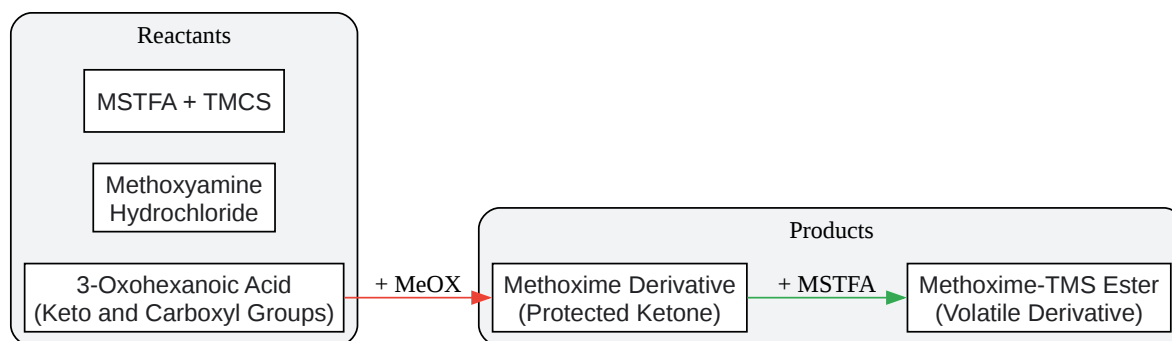 Reactants
MSTFA + TMCS
Methoxyamine
Hydrochloride
3-Oxohexanoic Acid
(Keto and Carboxyl Groups)
+ MeOX
Products
Methoxime Derivative
(Protected Ketone)
+ MSTFA
Methoxime-TMS Ester
(Volatile Derivative)